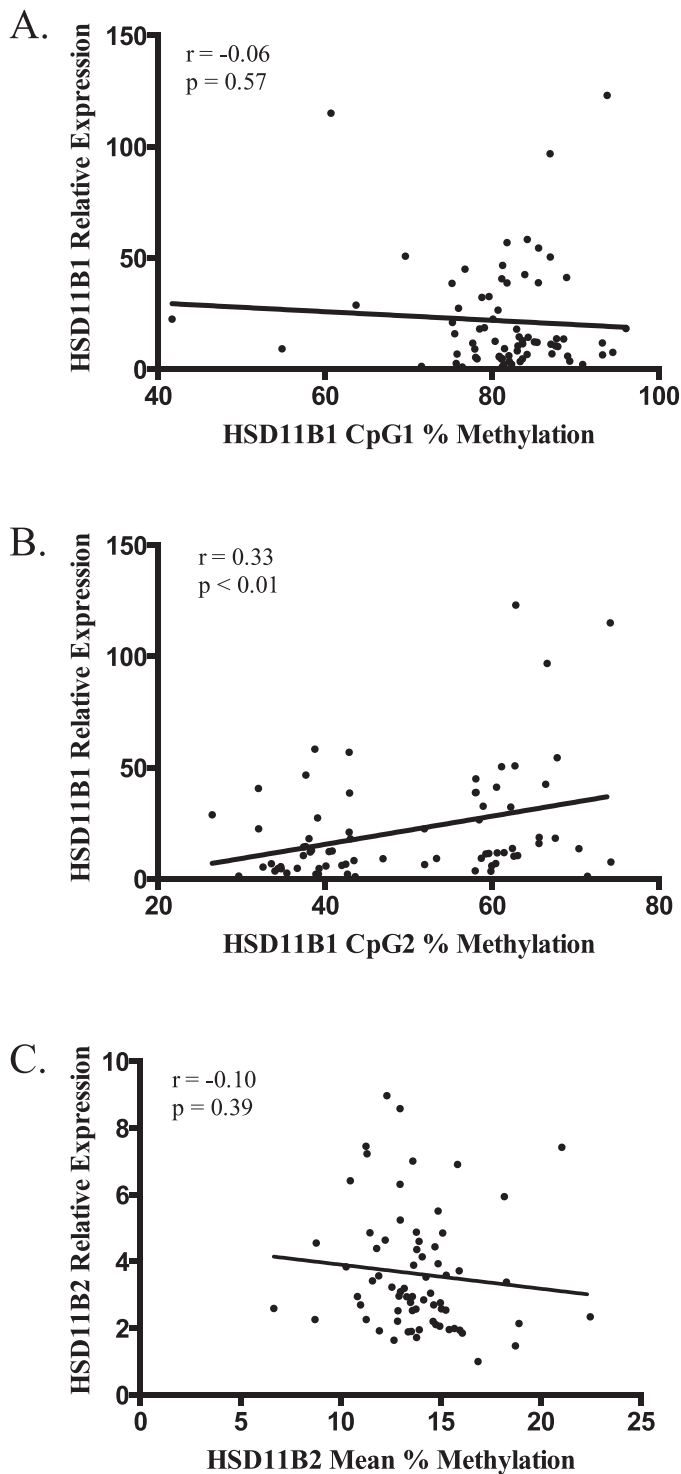 A.
150
r = -0.06
p = 0.57
100
50
0
HSD11B1 Relative Expression
40 60 80 100
HSD11B1 CpG1 % Methylation
B.
150
r = 0.33
p < 0.01
100
50
0
HSD11B1 Relative Expression
20 40 60 80
HSD11B1 CpG2 % Methylation
C.
10
r = -0.10
p = 0.39
8
6
4
2
0
HSD11B2 Relative Expression
0 5 10 15 20 25
HSD11B2 Mean % Methylation